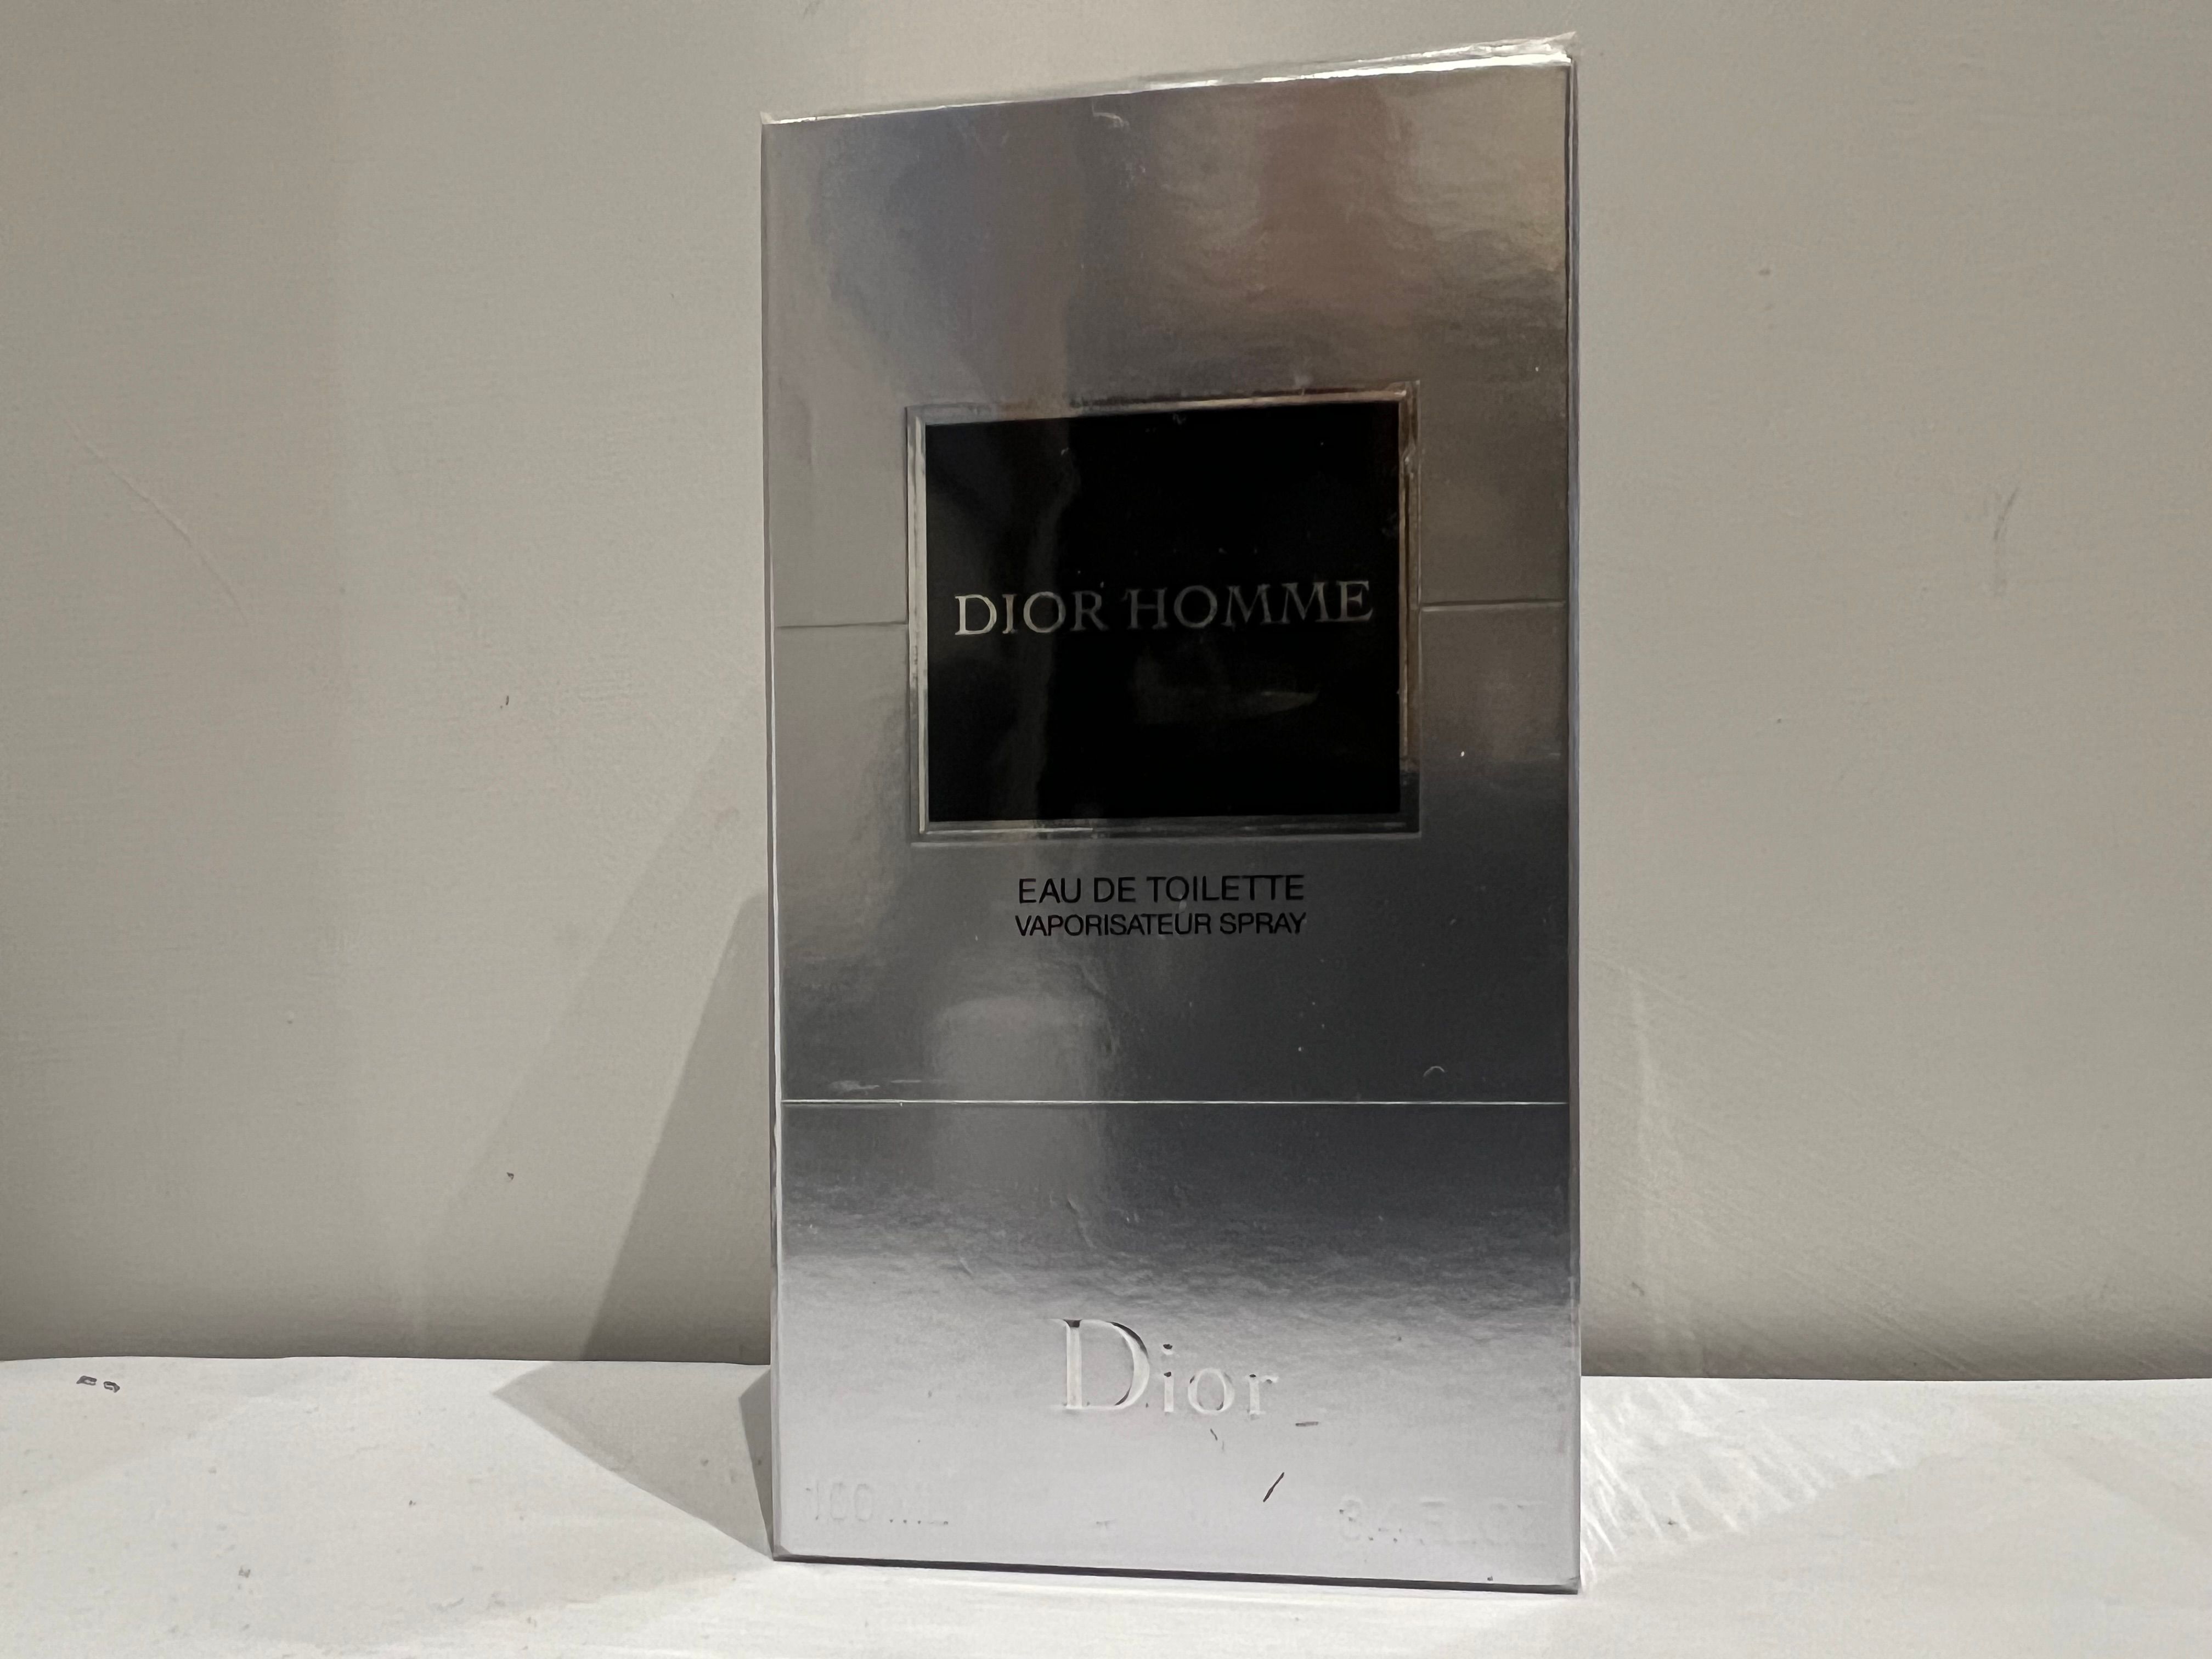 DIOR HOMME
EAU DE TOILETTE
VAPORISATEUR SPRAY
Dior